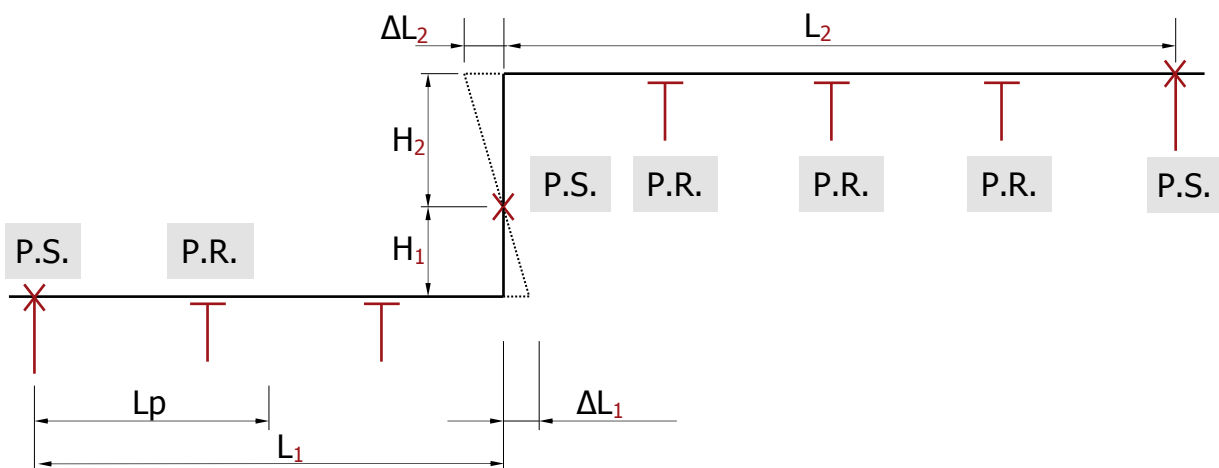 ΔL₂
L₂
H₂
P.S. P.R. P.R. P.R. P.S.
P.S. P.R. H₁
Lp
ΔL₁
L₁